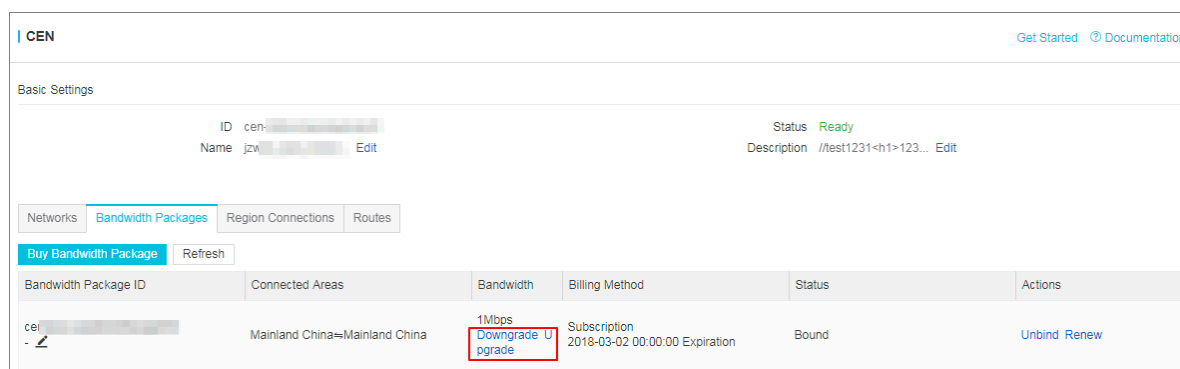 CEN
Get Started Documentation
Basic Settings
ID cen-
Status Ready
Name jzw Edit
Description //test1231<h1>123... Edit
Networks Bandwidth Packages Region Connections Routes
Buy Bandwidth Package Refresh
Bandwidth Package ID Connected Areas Bandwidth Billing Method Status Actions
cen
-
Mainland China⇋Mainland China
1Mbps
Downgrade U
pgrade
Subscription
2018-03-02 00:00:00 Expiration
Bound
Unbind Renew